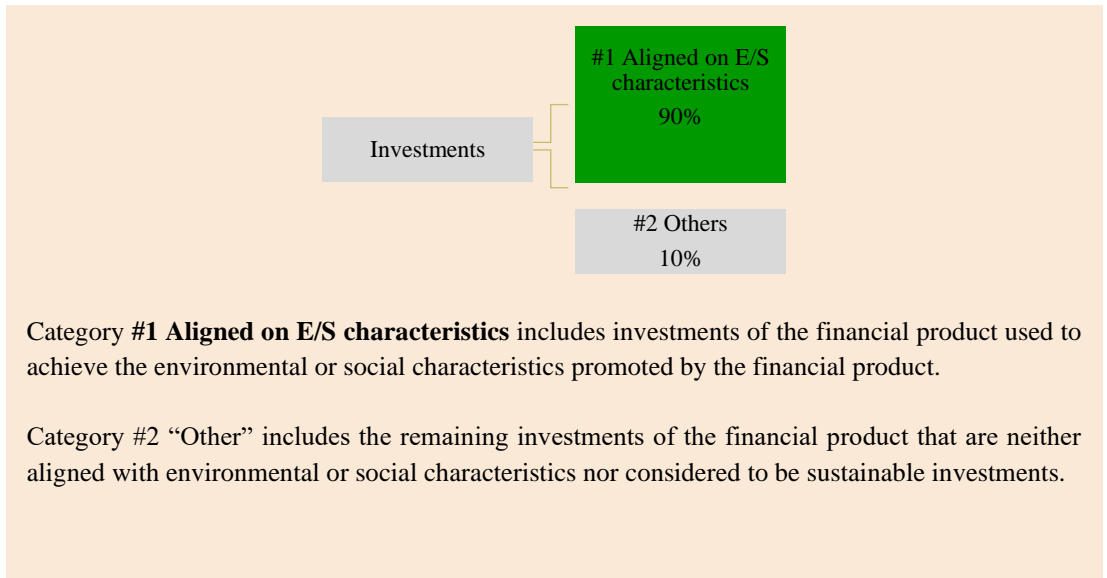 #1 Aligned on E/S
characteristics
90%
Investments
#2 Others
10%
Category #1 Aligned on E/S characteristics includes investments of the financial product used to
achieve the environmental or social characteristics promoted by the financial product.
Category #2 “Other” includes the remaining investments of the financial product that are neither
aligned with environmental or social characteristics nor considered to be sustainable investments.